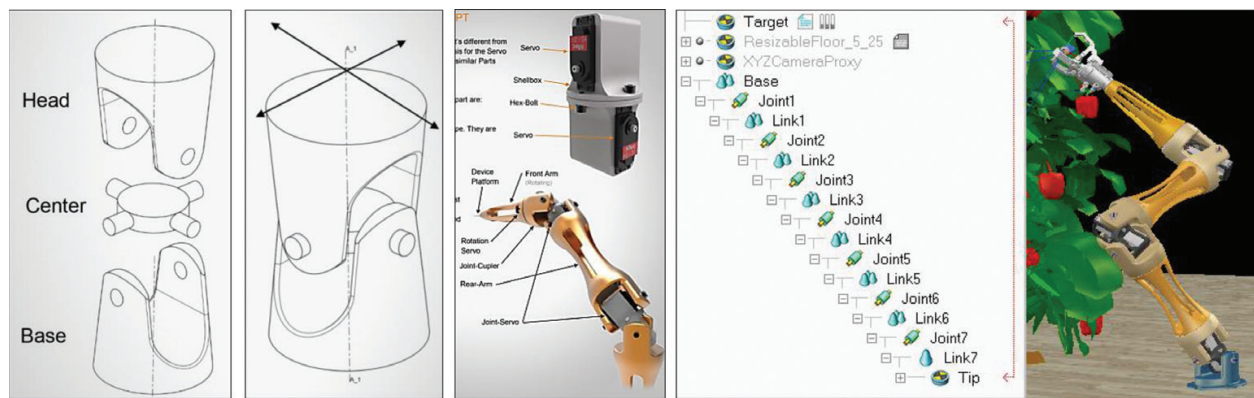 Head
Center
Base
A_1
A_1
PT
t's different from
is for the Servo
similar Parts
Servo
Shellbox
part are:
Hex-Bolt
pe. They are
Servo
Device
Platform
Front Arm
(Rotating)
Rotation
Servo
Joint-Cupler
Rear-Arm
Joint-Servo
Target
ResizableFloor_5_25
XYZCameraProxy
Base
Joint1
Link1
Joint2
Link2
Joint3
Link3
Joint4
Link4
Joint5
Link5
Joint6
Link6
Joint7
Link7
Tip